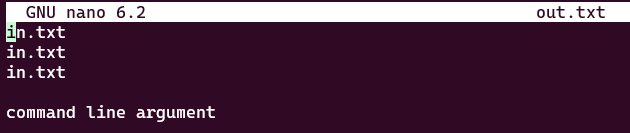 GNU nano 6.2 out.txt
in.txt
in.txt
in.txt
command line argument